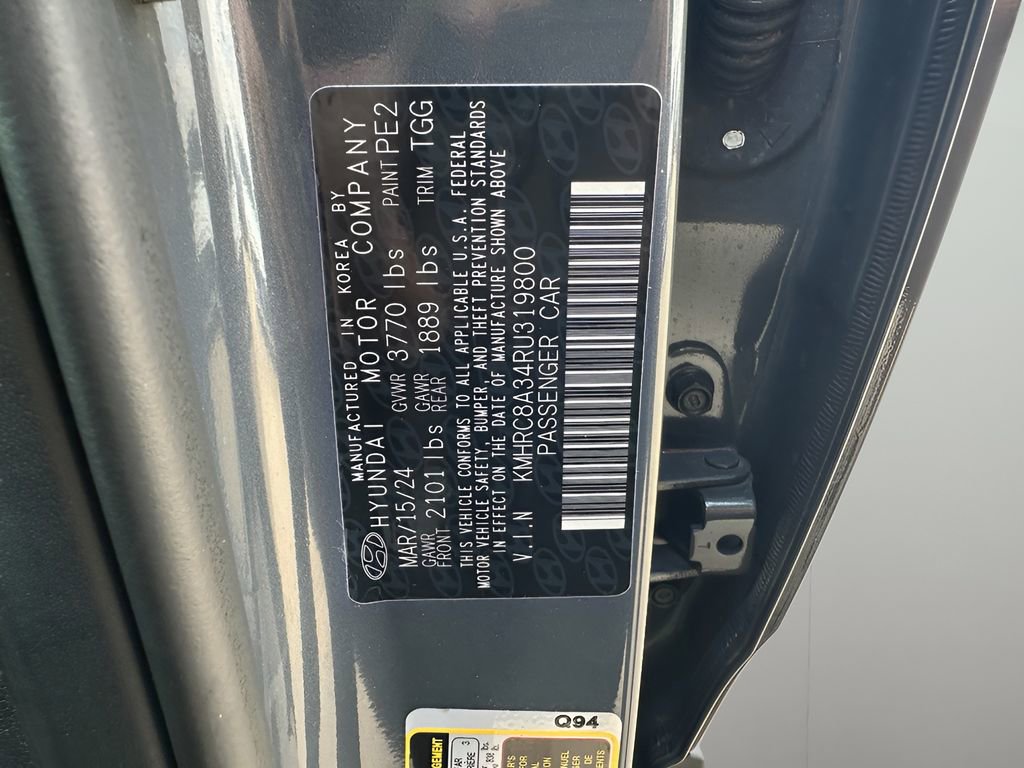 MANUFACTURED IN KOREA BY
HYUNDAI MOTOR COMPANY
MAR/15/24 GVWR 3770 lbs PAINT PE2
GAWR FRONT 2101 lbs GAWR REAR 1889 lbs TRIM TGG
THIS VEHICLE CONFORMS TO ALL APPLICABLE U.S.A. FEDERAL
MOTOR VEHICLE SAFETY, BUMPER, AND THEFT PREVENTION STANDARDS
IN EFFECT ON THE DATE OF MANUFACTURE SHOWN ABOVE
V.I.N KMHRC8A34RU319800
PASSENGER CAR
Q94
3